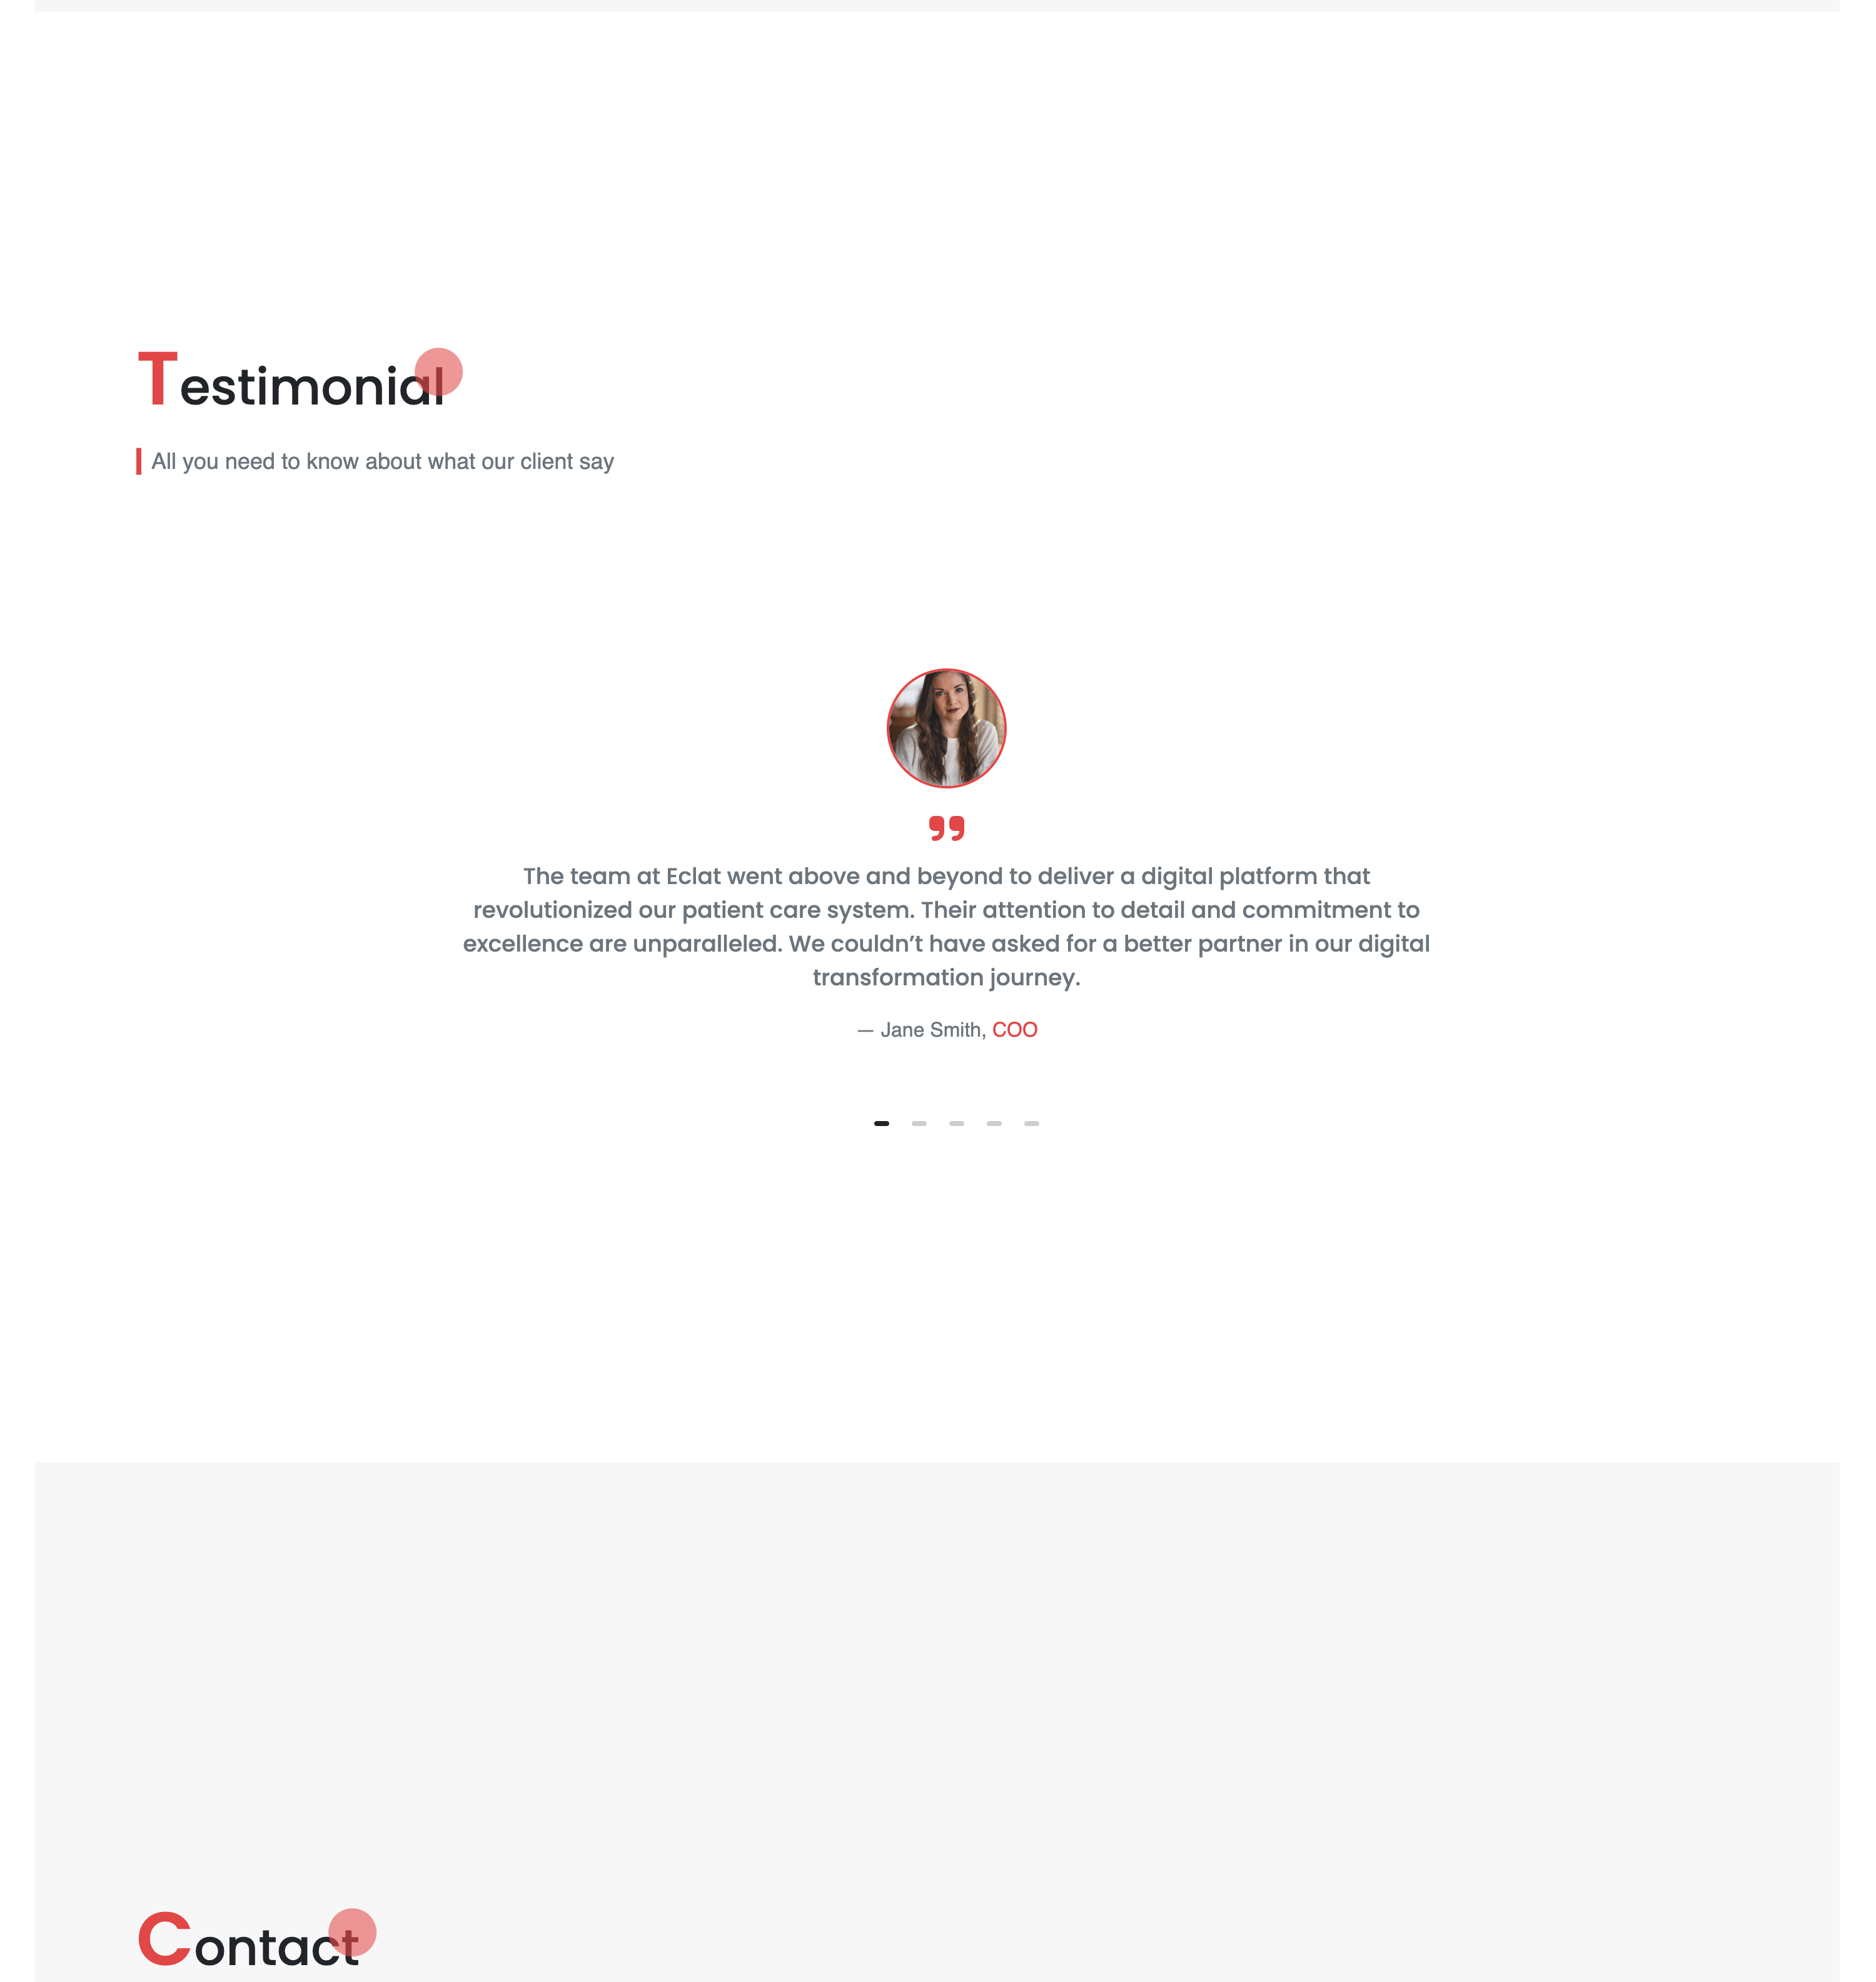 Testimonial
All you need to know about what our client say
”
The team at Eclat went above and beyond to deliver a digital platform that
revolutionized our patient care system. Their attention to detail and commitment to
excellence are unparalleled. We couldn’t have asked for a better partner in our digital
transformation journey.
— Jane Smith, COO
Contact